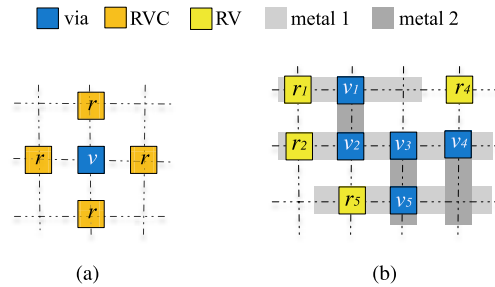 via RVC RV metal 1 metal 2
r
r v r
r
r1 v1 r4
r2 v2 v3 v4
r5 v5
(a) (b)